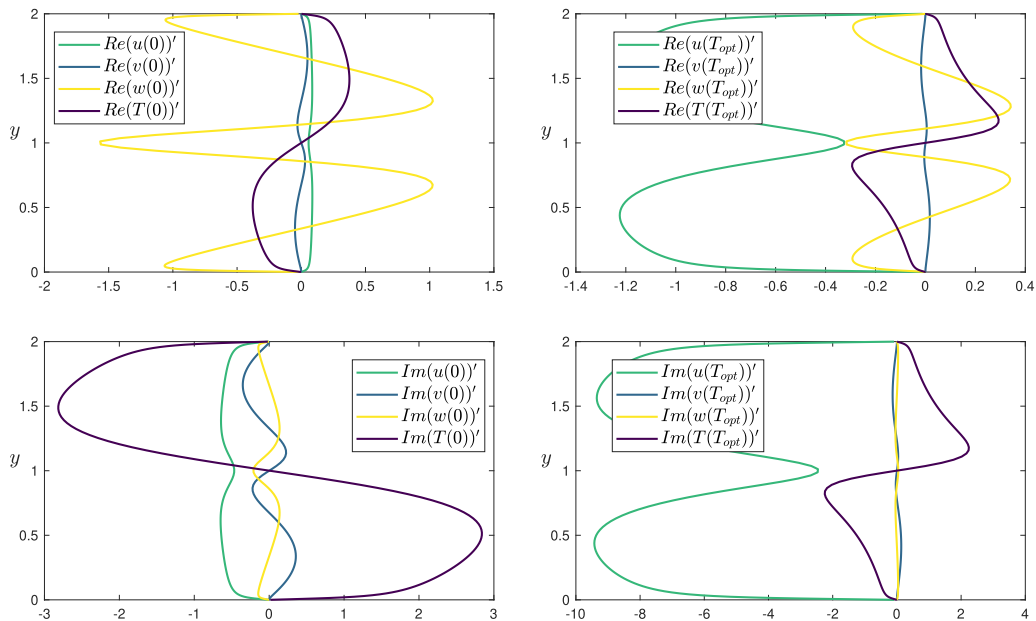 2
1.5
y 1
0.5
0
-2 -1.5 -1 -0.5 0 0.5 1 1.5
Re(u(0))′
Re(v(0))′
Re(w(0))′
Re(T(0))′
2
1.5
y 1
0.5
0
-1.4 -1.2 -1 -0.8 -0.6 -0.4 -0.2 0 0.2 0.4
Re(u(T_opt))′
Re(v(T_opt))′
Re(w(T_opt))′
Re(T(T_opt))′
2
1.5
y 1
0.5
0
-3 -2 -1 0 1 2 3
Im(u(0))′
Im(v(0))′
Im(w(0))′
Im(T(0))′
2
1.5
y 1
0.5
0
-10 -8 -6 -4 -2 0 2 4
Im(u(T_opt))′
Im(v(T_opt))′
Im(w(T_opt))′
Im(T(T_opt))′